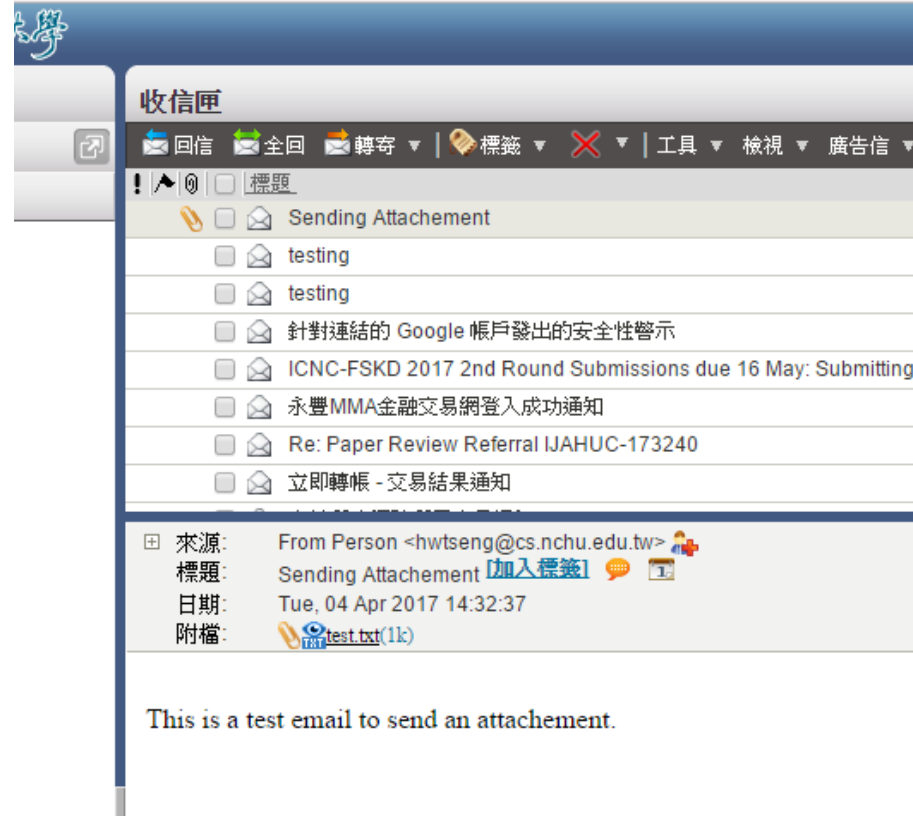 大學
收信匣
回信 全回 轉寄 ▼ | 標籤 ▼ ▼ | 工具 ▼ 檢視 ▼ 廣告信 ▼
! 標題
Sending Attachement
testing
testing
針對連結的 Google 帳戶發出的安全性警示
ICNC-FSKD 2017 2nd Round Submissions due 16 May: Submitting
永豐MMA金融交易網登入成功通知
Re: Paper Review Referral IJAHUC-173240
立即轉帳 - 交易結果通知
來源: From Person <hwtseng@cs.nchu.edu.tw>
標題: Sending Attachement [加入標籤]
日期: Tue, 04 Apr 2017 14:32:37
附檔: TXT test.txt(1k)
This is a test email to send an attachement.